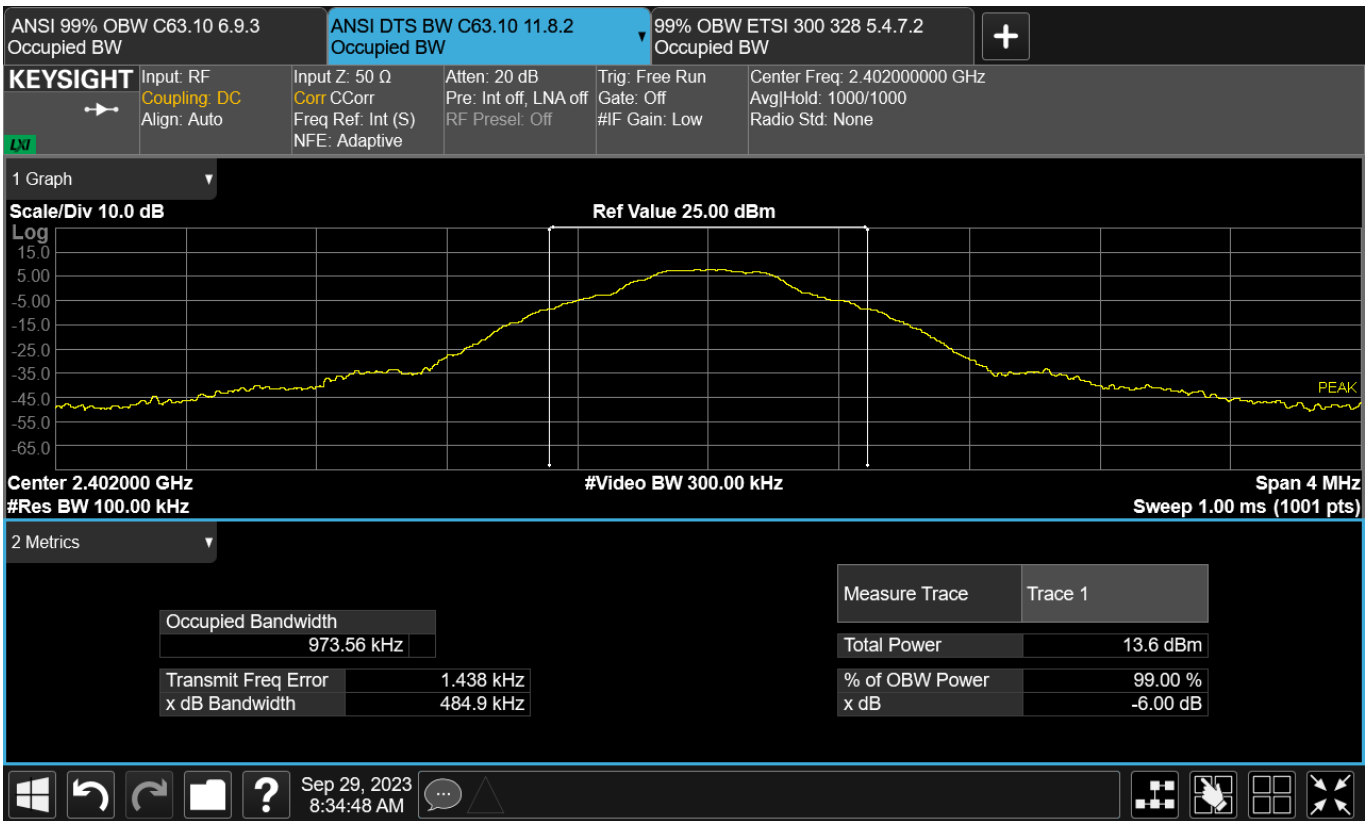 ANSI 99% OBW C63.10 6.9.3
Occupied BW
ANSI DTS BW C63.10 11.8.2
Occupied BW
99% OBW ETSI 300 328 5.4.7.2
Occupied BW
KEYSIGHT
LXI
Input: RF
Coupling: DC
Align: Auto
Input Z: 50 Ω
Corr CCorr
Freq Ref: Int (S)
NFE: Adaptive
Atten: 20 dB
Pre: Int off, LNA off
RF Presel: Off
Trig: Free Run
Gate: Off
#IF Gain: Low
Center Freq: 2.402000000 GHz
Avg|Hold: 1000/1000
Radio Std: None
1 Graph
Scale/Div 10.0 dB
Ref Value 25.00 dBm
Log
15.0
5.00
-5.00
-15.0
-25.0
-35.0
-45.0
-55.0
-65.0
PEAK
Center 2.402000 GHz
#Video BW 300.00 kHz
Span 4 MHz
#Res BW 100.00 kHz
Sweep 1.00 ms (1001 pts)
2 Metrics
Measure Trace Trace 1
Occupied Bandwidth
973.56 kHz
Total Power 13.6 dBm
Transmit Freq Error 1.438 kHz
% of OBW Power 99.00 %
x dB Bandwidth 484.9 kHz
x dB -6.00 dB
Sep 29, 2023
8:34:48 AM